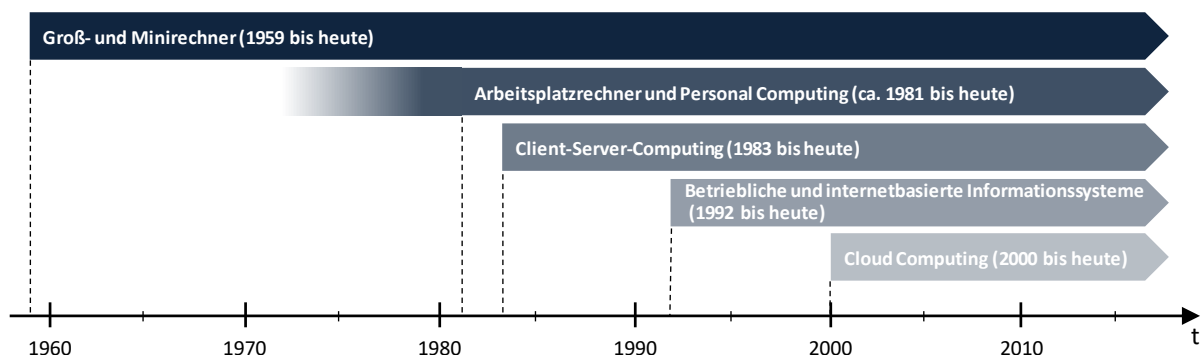 Groß- und Minirechner (1959 bis heute)
Arbeitsplatzrechner und Personal Computing (ca. 1981 bis heute)
Client-Server-Computing (1983 bis heute)
Betriebliche und internetbasierte Informationssysteme
(1992 bis heute)
Cloud Computing (2000 bis heute)
1960 1970 1980 1990 2000 2010 t